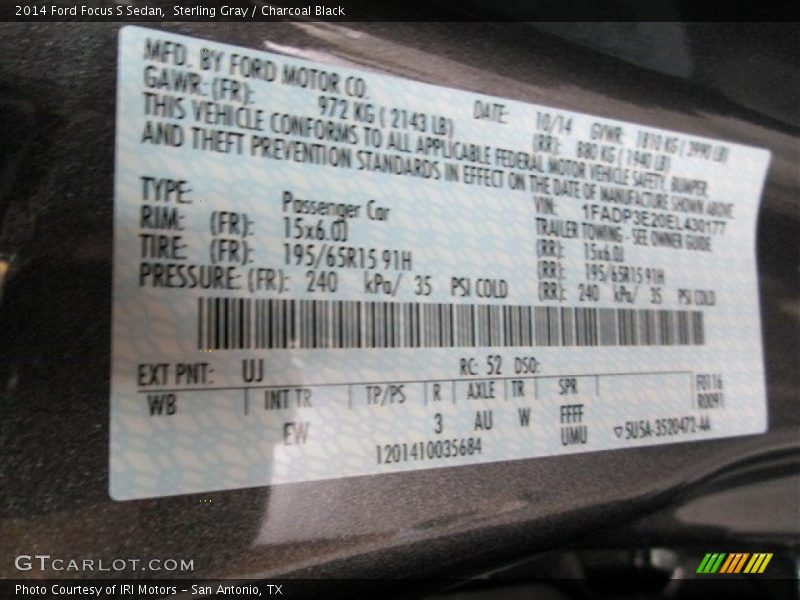 2014 Ford Focus S Sedan, Sterling Gray / Charcoal Black
MFD. BY FORD MOTOR CO.
DATE: 10/14 GVWR: 1810 KG ( 3990 LB)
GAWR: (FR): 972 KG ( 2143 LB) (RR): 880 KG ( 1940 LB)
THIS VEHICLE CONFORMS TO ALL APPLICABLE FEDERAL MOTOR VEHICLE SAFETY, BUMPER,
AND THEFT PREVENTION STANDARDS IN EFFECT ON THE DATE OF MANUFACTURE SHOWN ABOVE.
VIN: 1FADP3E20EL430177
TYPE: Passenger Car TRAILER TOWING - SEE OWNER GUIDE
RIM: (FR): 15x6.0J (RR): 15x6.0J
TIRE: (FR): 195/65R15 91H (RR): 195/65R15 91H
PRESSURE: (FR): 240 kPa/ 35 PSI COLD (RR): 240 kPa/ 35 PSI COLD
EXT PNT: UJ RC: 52 DSO:
WB INT TR TP/PS R AXLE TR SPR F0116
R0091
EW 3 AU W FFFF
UMU
1201410035684 ▽5U5A-3520472-AA
GTCARLOT.COM
Photo Courtesy of IRI Motors – San Antonio, TX